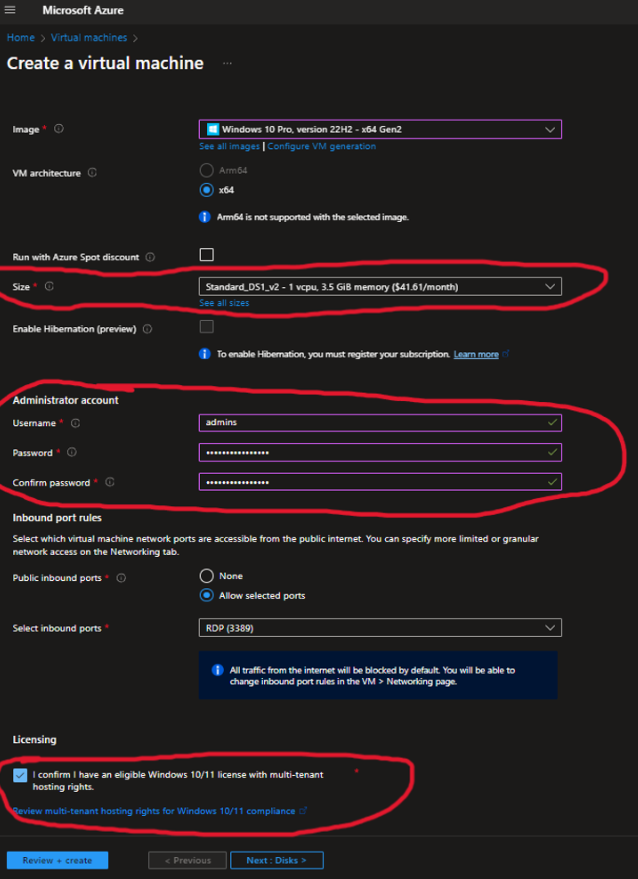 Microsoft Azure
Home > Virtual machines >
Create a virtual machine ...
Image *
Windows 10 Pro, version 22H2 - x64 Gen2
See all images | Configure VM generation
VM architecture
Arm64
x64
Arm64 is not supported with the selected image.
Run with Azure Spot discount
Size *
Standard_DS1_v2 - 1 vcpu, 3.5 GiB memory ($41.61/month)
See all sizes
Enable Hibernation (preview)
To enable Hibernation, you must register your subscription. Learn more
Administrator account
Username *
admins
Password *
••••••••••••••••
Confirm password *
••••••••••••••••
Inbound port rules
Select which virtual machine network ports are accessible from the public internet. You can specify more limited or granular
network access on the Networking tab.
Public inbound ports *
None
Allow selected ports
Select inbound ports *
RDP (3389)
All traffic from the internet will be blocked by default. You will be able to
change inbound port rules in the VM > Networking page.
Licensing
I confirm I have an eligible Windows 10/11 license with multi-tenant *
hosting rights.
Review multi-tenant hosting rights for Windows 10/11 compliance
Review + create
< Previous
Next : Disks >